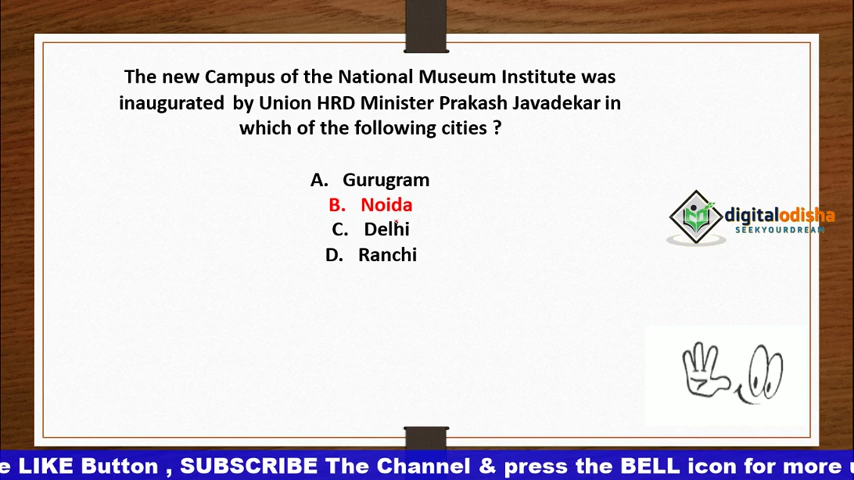 The new Campus of the National Museum Institute was
inaugurated by Union HRD Minister Prakash Javadekar in
which of the following cities ?
A. Gurugram
B. Noida
C. Delhi
D. Ranchi
digitalodisha
SEEKYOURDREAM
e LIKE Button , SUBSCRIBE The Channel & press the BELL icon for more u